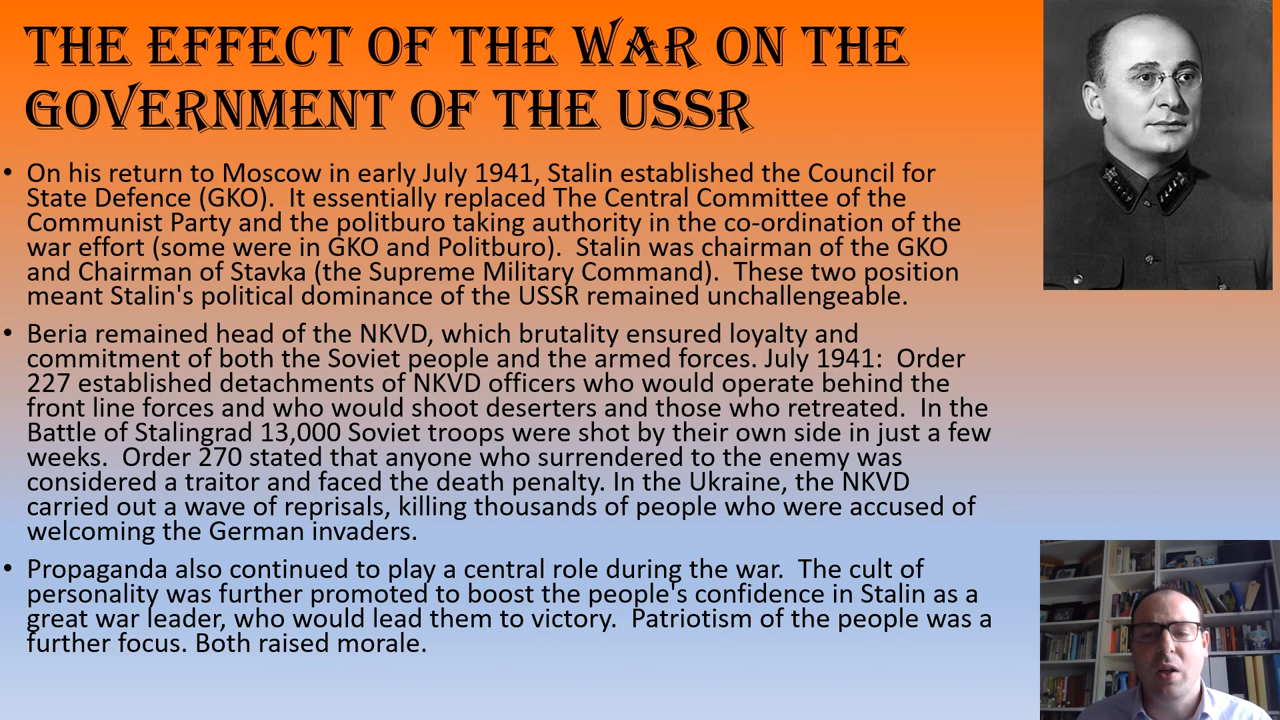 THE EFFECT OF THE WAR ON THE
GOVERNMENT OF THE USSR
• On his return to Moscow in early July 1941, Stalin established the Council for
State Defence (GKO).  It essentially replaced The Central Committee of the
Communist Party and the politburo taking authority in the co-ordination of the
war effort (some were in GKO and Politburo).  Stalin was chairman of the GKO
and Chairman of Stavka (the Supreme Military Command).  These two position
meant Stalin's political dominance of the USSR remained unchallengeable.
• Beria remained head of the NKVD, which brutality ensured loyalty and
commitment of both the Soviet people and the armed forces. July 1941:  Order
227 established detachments of NKVD officers who would operate behind the
front line forces and who would shoot deserters and those who retreated.  In the
Battle of Stalingrad 13,000 Soviet troops were shot by their own side in just a few
weeks.  Order 270 stated that anyone who surrendered to the enemy was
considered a traitor and faced the death penalty. In the Ukraine, the NKVD
carried out a wave of reprisals, killing thousands of people who were accused of
welcoming the German invaders.
• Propaganda also continued to play a central role during the war.  The cult of
personality was further promoted to boost the people's confidence in Stalin as a
great war leader, who would lead them to victory.  Patriotism of the people was a
further focus. Both raised morale.